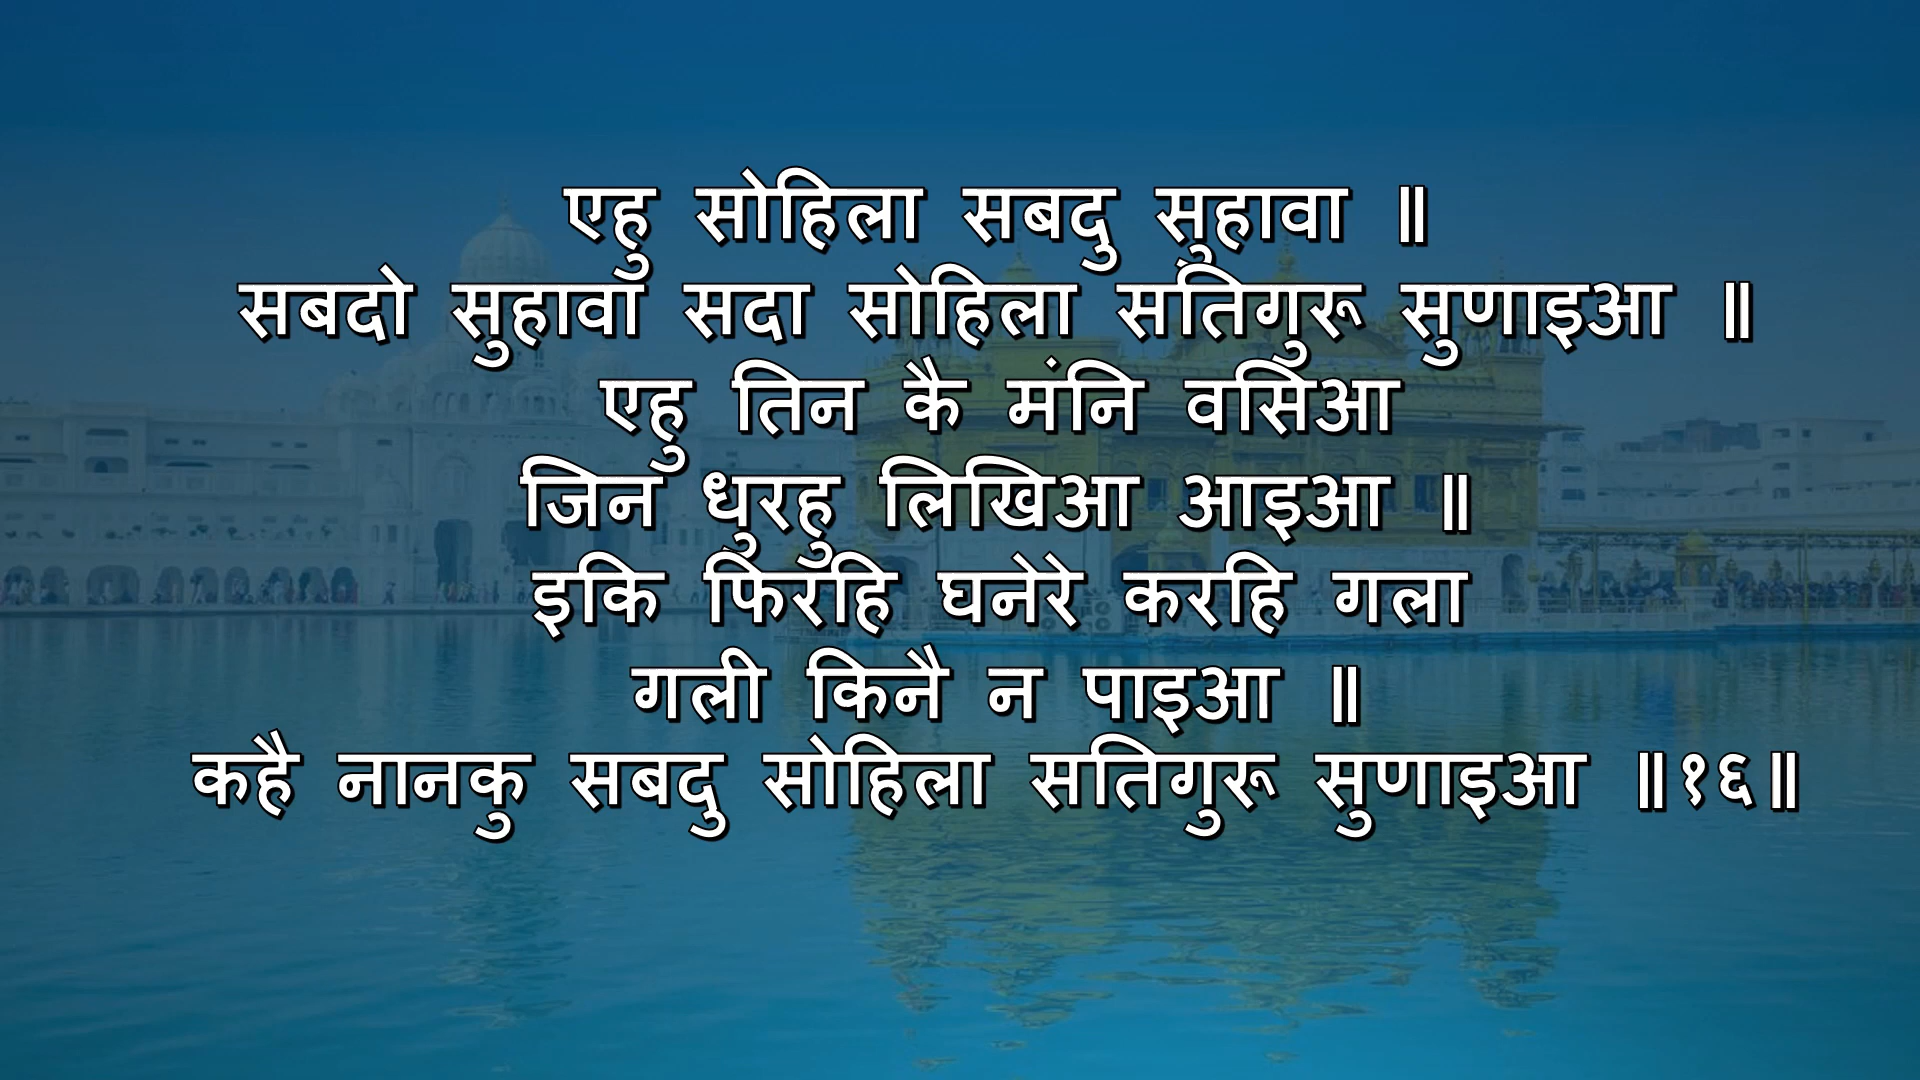 एहु सोहिला सबदु सुहावा ॥
सबदो सुहावा सदा सोहिला सतिगुरू सुणाइआ ॥
एहु तिन कै मंनि वसिआ
जिन धुरहु लिखिआ आइआ ॥
इकि फिरहि घनेरे करहि गला
गली किनै न पाइआ ॥
कहै नानकु सबदु सोहिला सतिगुरू सुणाइआ ॥१६॥